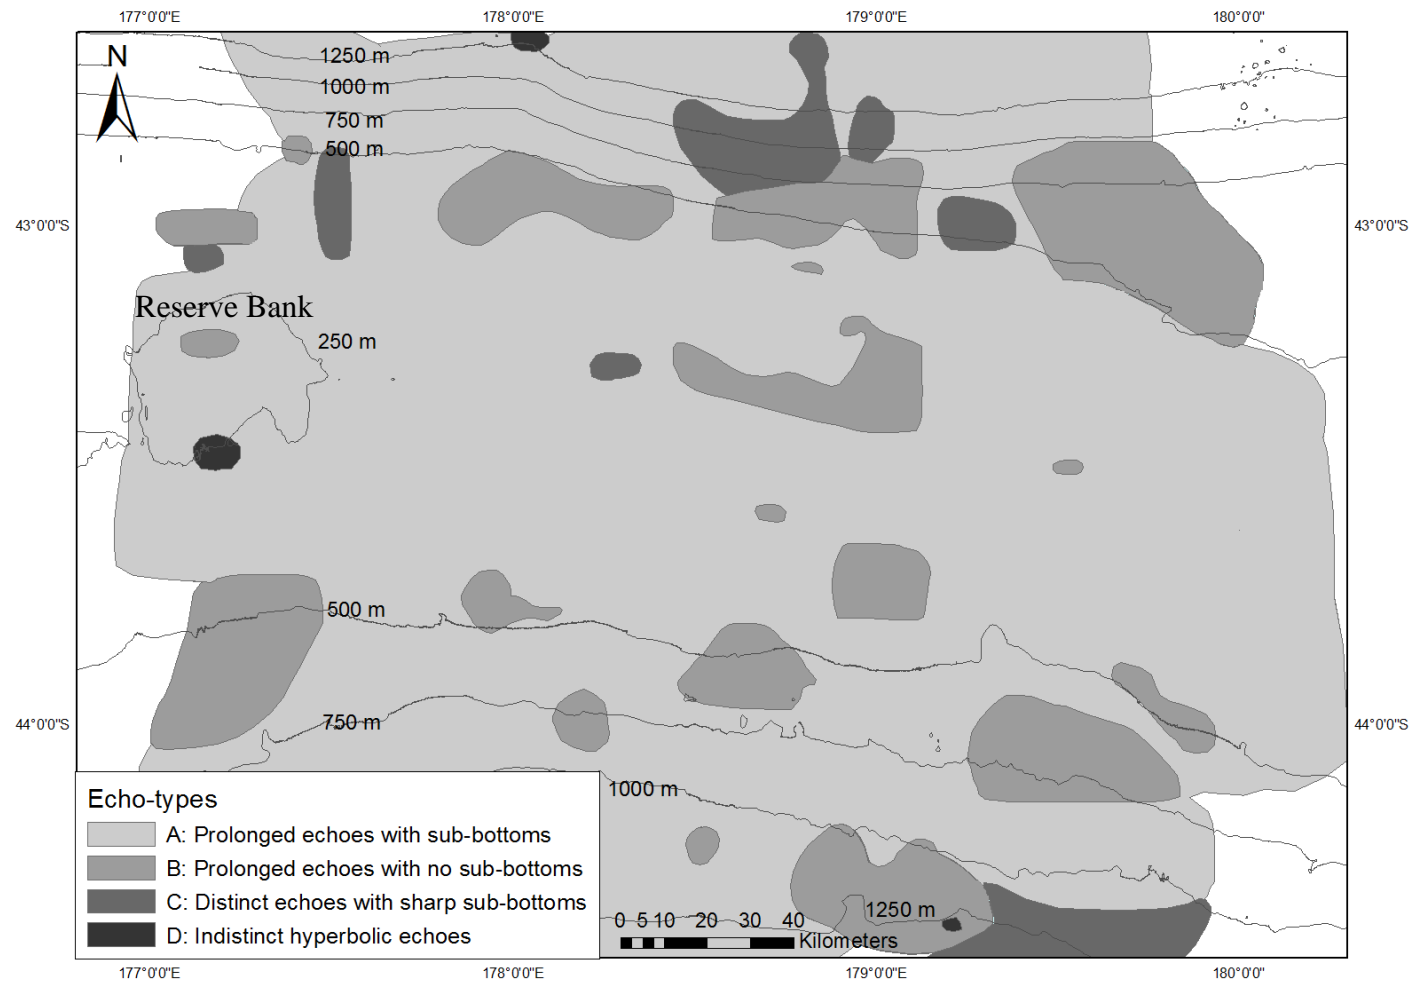 177°0'0"E
178°0'0"E
179°0'0"E
180°0'0"
N
1250 m
1000 m
750 m
500 m
43°0'0"S
43°0'0"S
Reserve Bank
250 m
500 m
44°0'0"S
750 m
44°0'0"S
1000 m
Echo-types
A: Prolonged echoes with sub-bottoms
B: Prolonged echoes with no sub-bottoms
C: Distinct echoes with sharp sub-bottoms
D: Indistinct hyperbolic echoes
1250 m
0 5 10 20 30 40
Kilometers
177°0'0"E
178°0'0"E
179°0'0"E
180°0'0"